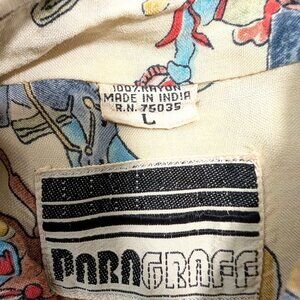 100% RAYON
MADE IN INDIA
R.N. 75035
L
PARAGRAFF